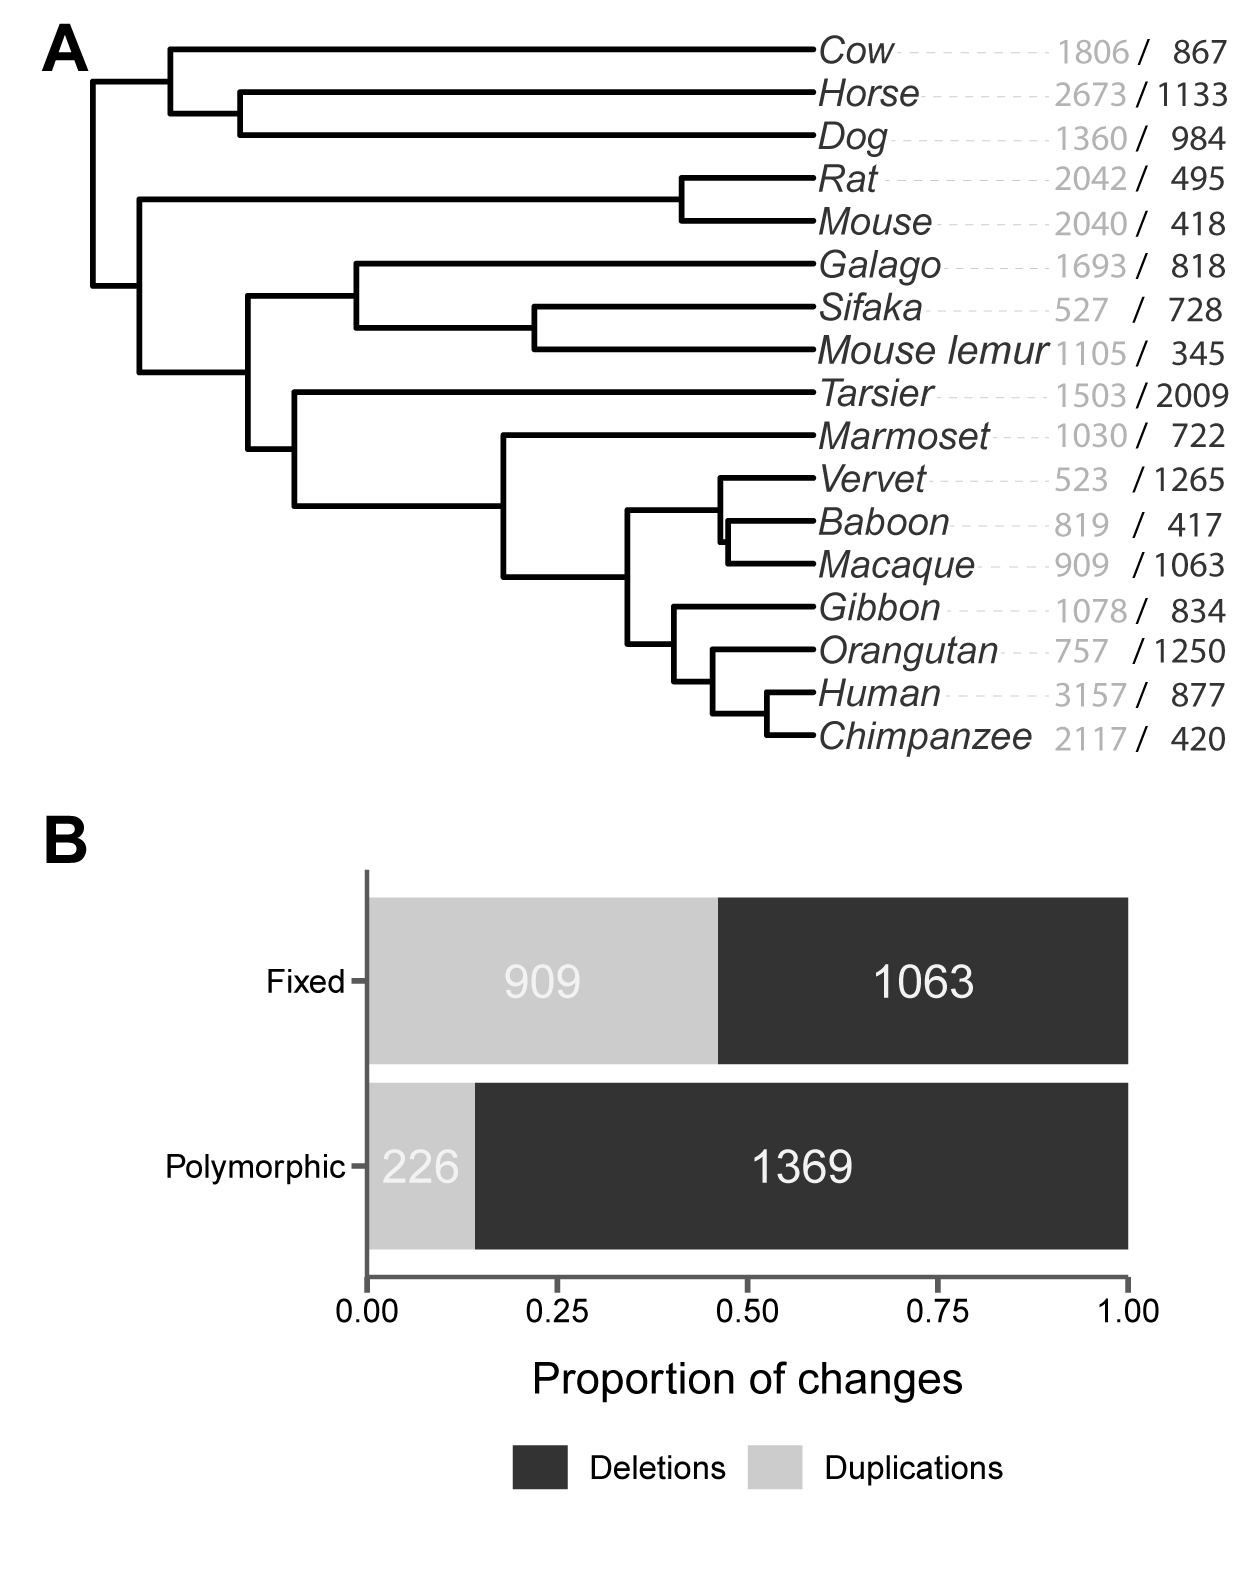 A
Cow 1806 / 867
Horse 2673 / 1133
Dog 1360 / 984
Rat 2042 / 495
Mouse 2040 / 418
Galago 1693 / 818
Sifaka 527 / 728
Mouse lemur 1105 / 345
Tarsier 1503 / 2009
Marmoset 1030 / 722
Vervet 523 / 1265
Baboon 819 / 417
Macaque 909 / 1063
Gibbon 1078 / 834
Orangutan 757 / 1250
Human 3157 / 877
Chimpanzee 2117 / 420
B
Fixed 909 1063
Polymorphic 226 1369
0.00 0.25 0.50 0.75 1.00
Proportion of changes
Deletions Duplications